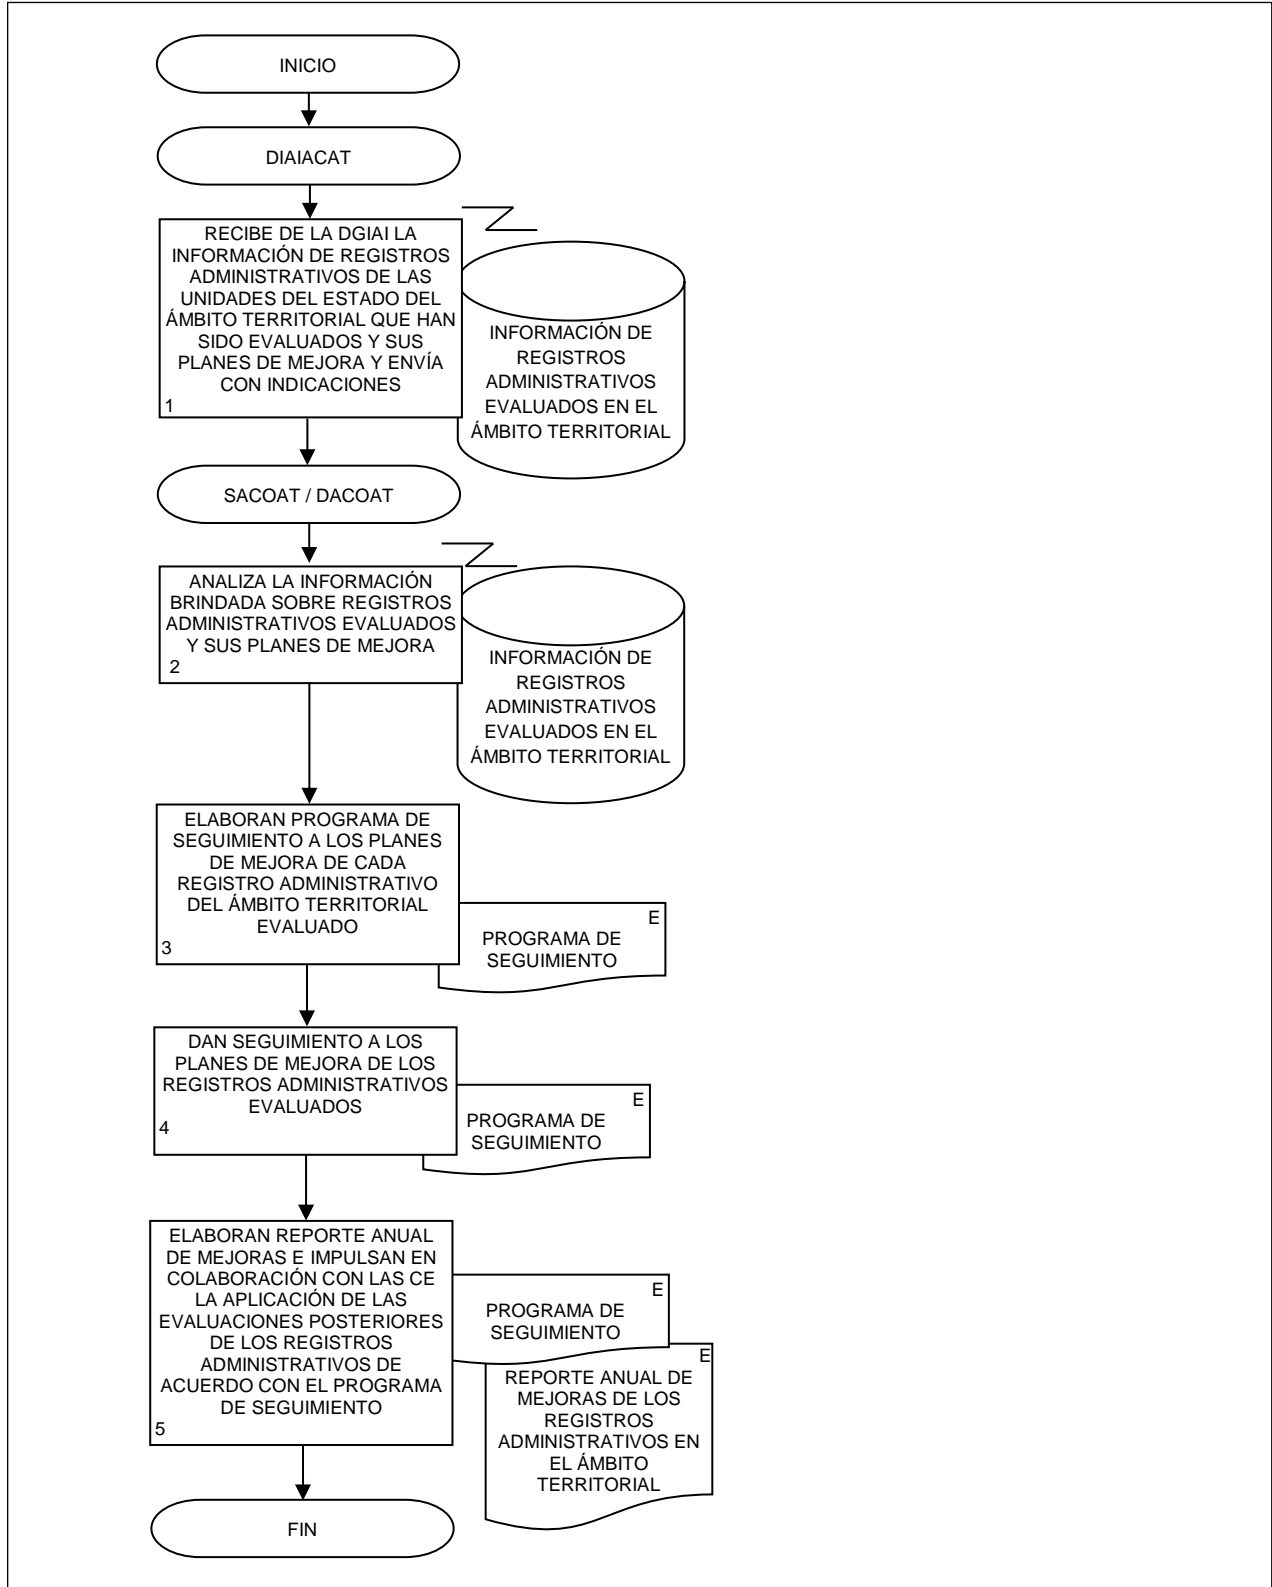 INICIO
DIAIACAT
RECIBE DE LA DGIAI LA
INFORMACIÓN DE REGISTROS
ADMINISTRATIVOS DE LAS
UNIDADES DEL ESTADO DEL
ÁMBITO TERRITORIAL QUE HAN
SIDO EVALUADOS Y SUS
PLANES DE MEJORA Y ENVÍA
CON INDICACIONES
1
INFORMACIÓN DE
REGISTROS
ADMINISTRATIVOS
EVALUADOS EN EL
ÁMBITO TERRITORIAL
SACOAT / DACOAT
ANALIZA LA INFORMACIÓN
BRINDADA SOBRE REGISTROS
ADMINISTRATIVOS EVALUADOS
Y SUS PLANES DE MEJORA
2
INFORMACIÓN DE
REGISTROS
ADMINISTRATIVOS
EVALUADOS EN EL
ÁMBITO TERRITORIAL
ELABORAN PROGRAMA DE
SEGUIMIENTO A LOS PLANES
DE MEJORA DE CADA
REGISTRO ADMINISTRATIVO
DEL ÁMBITO TERRITORIAL
EVALUADO
3
E
PROGRAMA DE
SEGUIMIENTO
DAN SEGUIMIENTO A LOS
PLANES DE MEJORA DE LOS
REGISTROS ADMINISTRATIVOS
EVALUADOS
4
E
PROGRAMA DE
SEGUIMIENTO
ELABORAN REPORTE ANUAL
DE MEJORAS E IMPULSAN EN
COLABORACIÓN CON LAS CE
LA APLICACIÓN DE LAS
EVALUACIONES POSTERIORES
DE LOS REGISTROS
ADMINISTRATIVOS DE
ACUERDO CON EL PROGRAMA
DE SEGUIMIENTO
5
E
PROGRAMA DE
SEGUIMIENTO
E
REPORTE ANUAL DE
MEJORAS DE LOS
REGISTROS
ADMINISTRATIVOS EN
EL ÁMBITO
TERRITORIAL
FIN